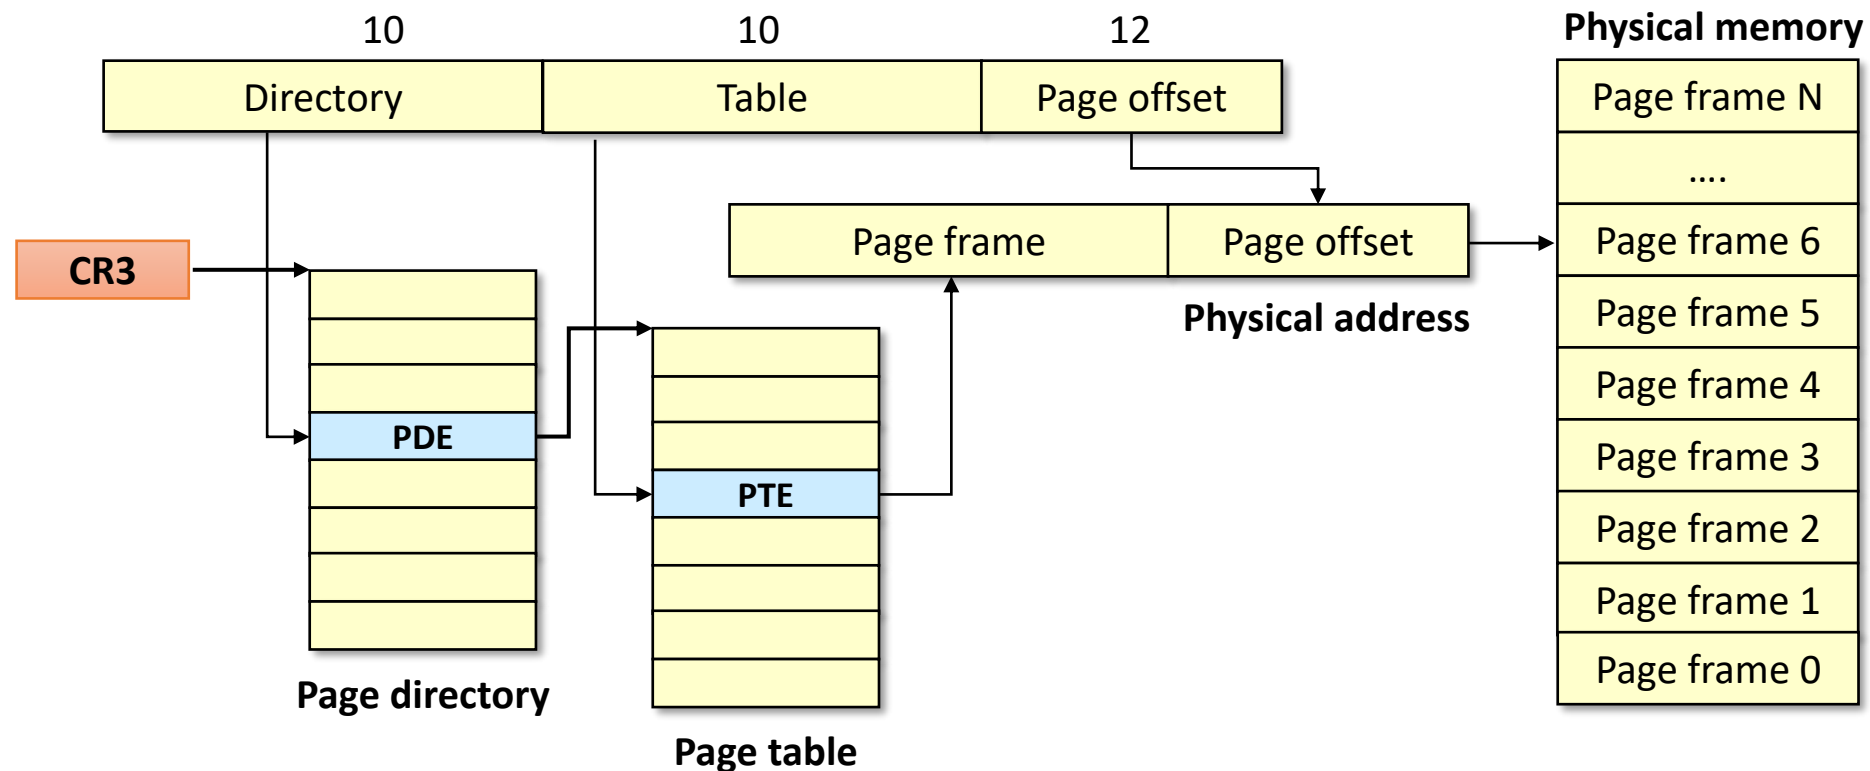 10
10
12
Physical memory
Directory
Table
Page offset
Page frame N
....
Page frame
Page offset
Page frame 6
CR3
Physical address
Page frame 5
Page frame 4
PDE
Page frame 3
PTE
Page frame 2
Page frame 1
Page frame 0
Page directory
Page table